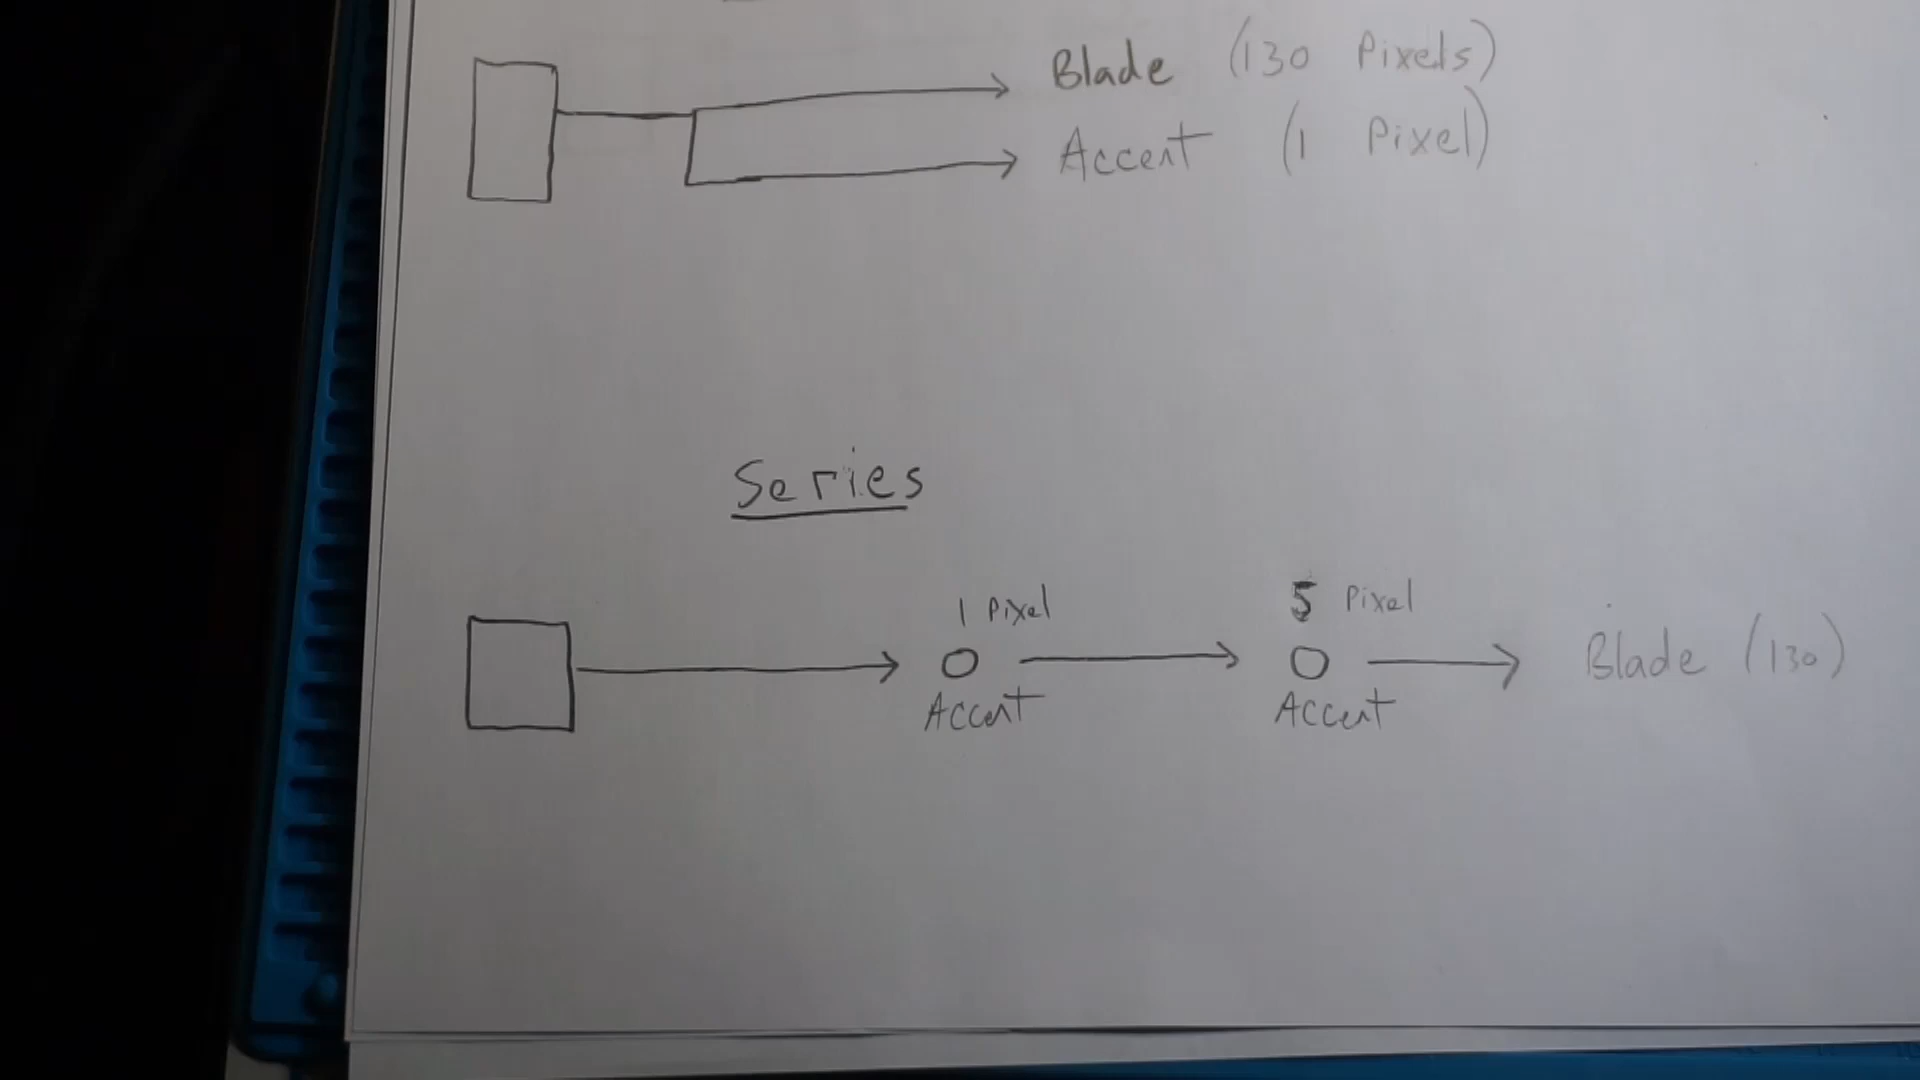 Blade (130 Pixels)
Accent (1 Pixel)
Series
1 Pixel
5 Pixel
Accent
Accent
Blade (130)